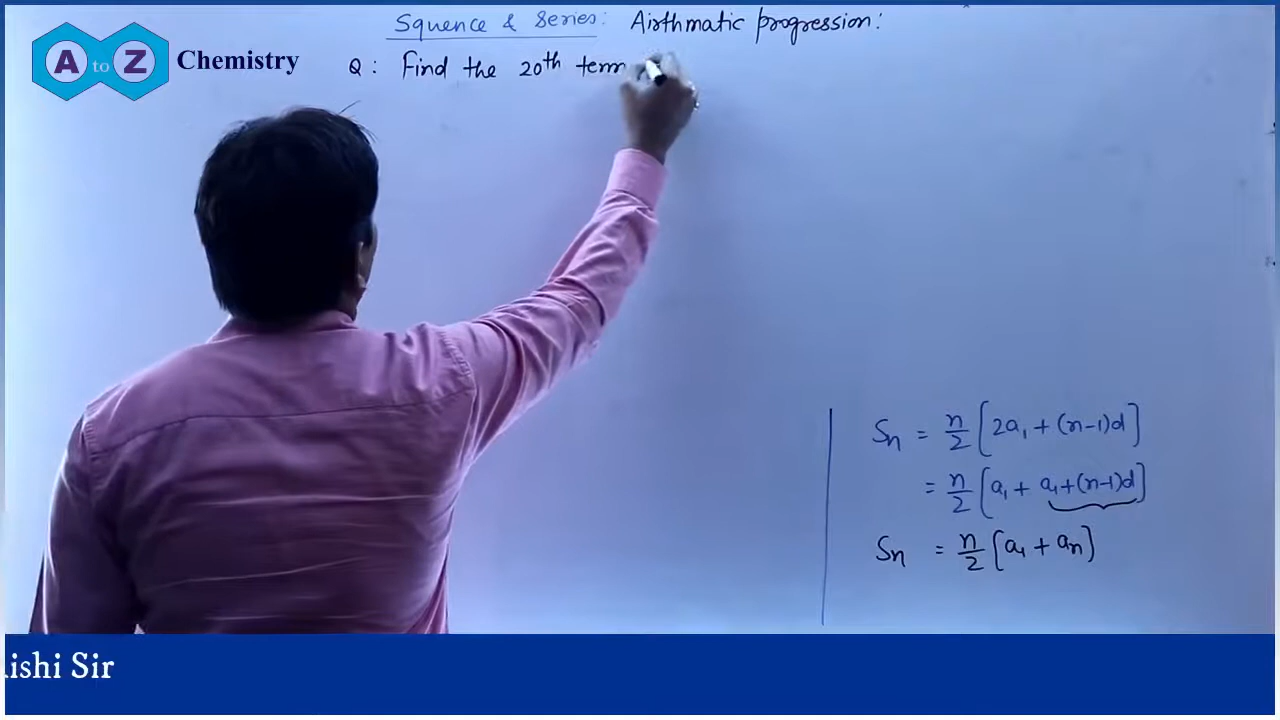 Squence & Series: Airthmatic progression:
A to Z Chemistry
Q: Find the 20th term
Sn = n/2 [2a₁ + (n-1)d]
= n/2 [a₁ + a₁+(n-1)d]
Sn = n/2 [a₁ + an]
ishi Sir